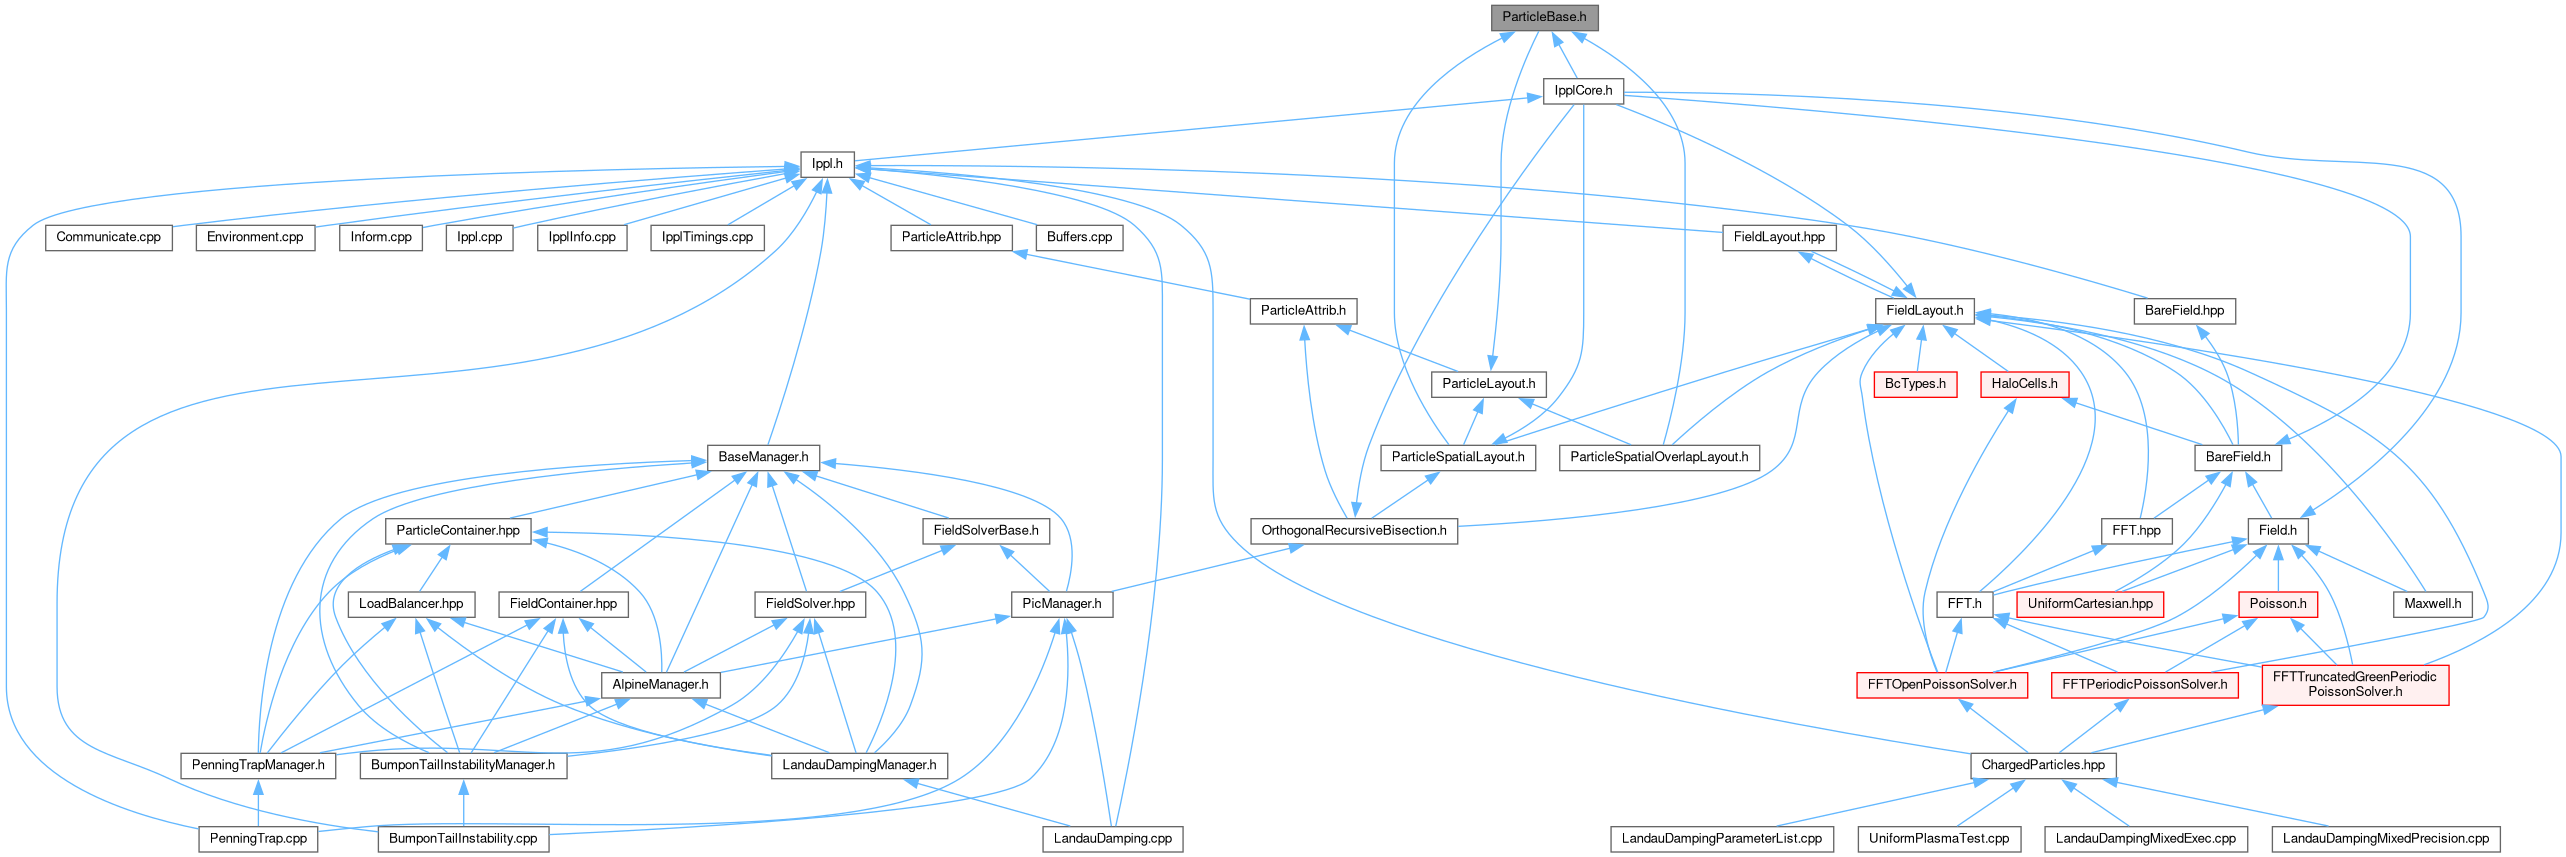 ParticleBase.h
IpplCore.h
Ippl.h
Communicate.cpp
Environment.cpp
Inform.cpp
Ippl.cpp
IpplInfo.cpp
IpplTimings.cpp
ParticleAttrib.hpp
Buffers.cpp
FieldLayout.hpp
ParticleAttrib.h
FieldLayout.h
BareField.hpp
ParticleLayout.h
BcTypes.h
HaloCells.h
BaseManager.h
ParticleSpatialLayout.h
ParticleSpatialOverlapLayout.h
BareField.h
ParticleContainer.hpp
FieldSolverBase.h
OrthogonalRecursiveBisection.h
FFT.hpp
Field.h
LoadBalancer.hpp
FieldContainer.hpp
FieldSolver.hpp
PicManager.h
FFT.h
UniformCartesian.hpp
Poisson.h
Maxwell.h
AlpineManager.h
FFTOpenPoissonSolver.h
FFTPeriodicPoissonSolver.h
FFTTruncatedGreenPeriodic
PoissonSolver.h
PenningTrapManager.h
BumponTailInstabilityManager.h
LandauDampingManager.h
ChargedParticles.hpp
PenningTrap.cpp
BumponTailInstability.cpp
LandauDamping.cpp
LandauDampingParameterList.cpp
UniformPlasmaTest.cpp
LandauDampingMixedExec.cpp
LandauDampingMixedPrecision.cpp